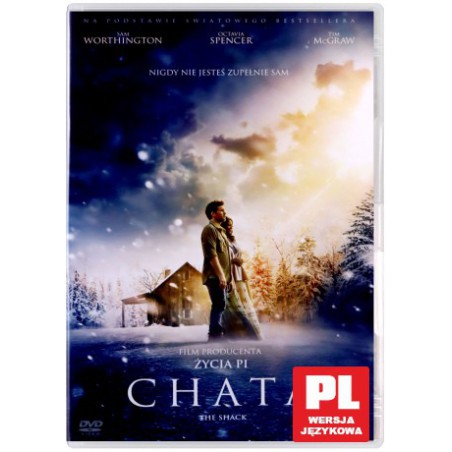 NA PODSTAWIE ŚWIATOWEGO BESTSELLERA
SAM WORTHINGTON
OCTAVIA SPENCER
TIM McGRAW
NIGDY NIE JESTEŚ ZUPEŁNIE SAM
FILM PRODUCENTA
ŻYCIA PI
CHATA
THE SHACK
DVD
PL
WERSJA
JĘZYKOWA